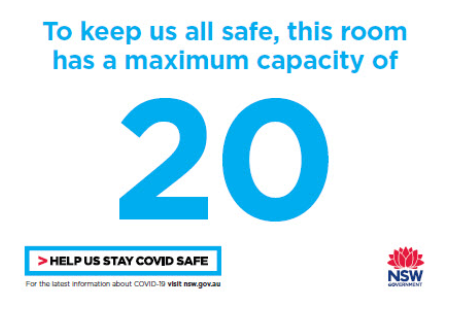 To keep us all safe, this room
has a maximum capacity of
20
>HELP US STAY COVID SAFE
For the latest information about COVID-19 visit nsw.gov.au
NSW
GOVERNMENT